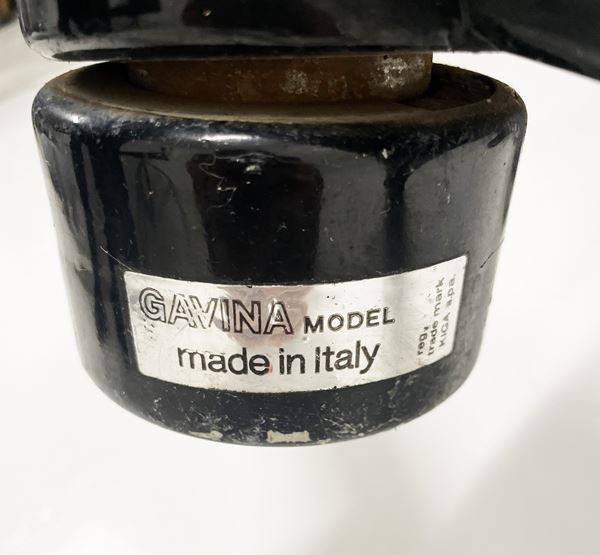 GAVINA MODEL
made in Italy
reg.
trade mark
KIGA s.p.a.